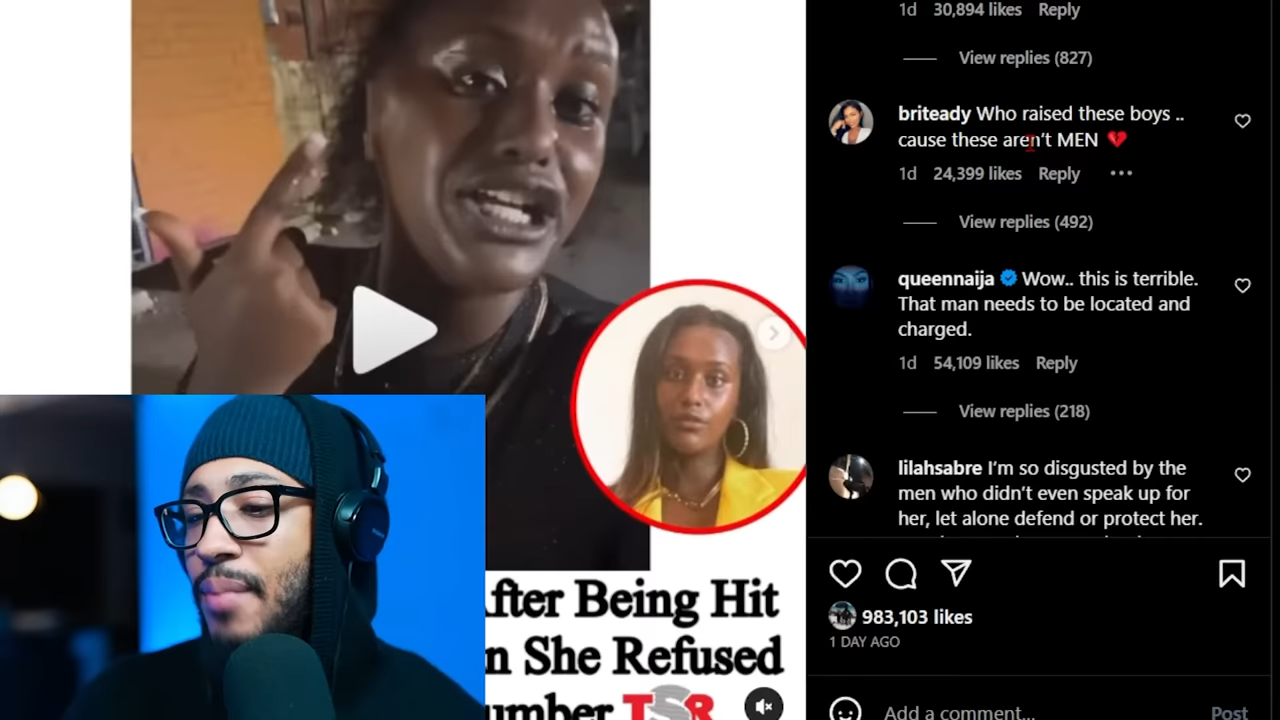 1d 30,894 likes Reply
View replies (827)
briteady Who raised these boys ..
cause these aren't MEN 💔
1d 24,399 likes Reply •••
View replies (492)
queennaija Wow.. this is terrible.
That man needs to be located and
charged.
1d 54,109 likes Reply
View replies (218)
lilahsabre I'm so disgusted by the
men who didn't even speak up for
her, let alone defend or protect her.
983,103 likes
1 DAY AGO
Add a comment...
Post
After Being Hit
She Refused
TSR